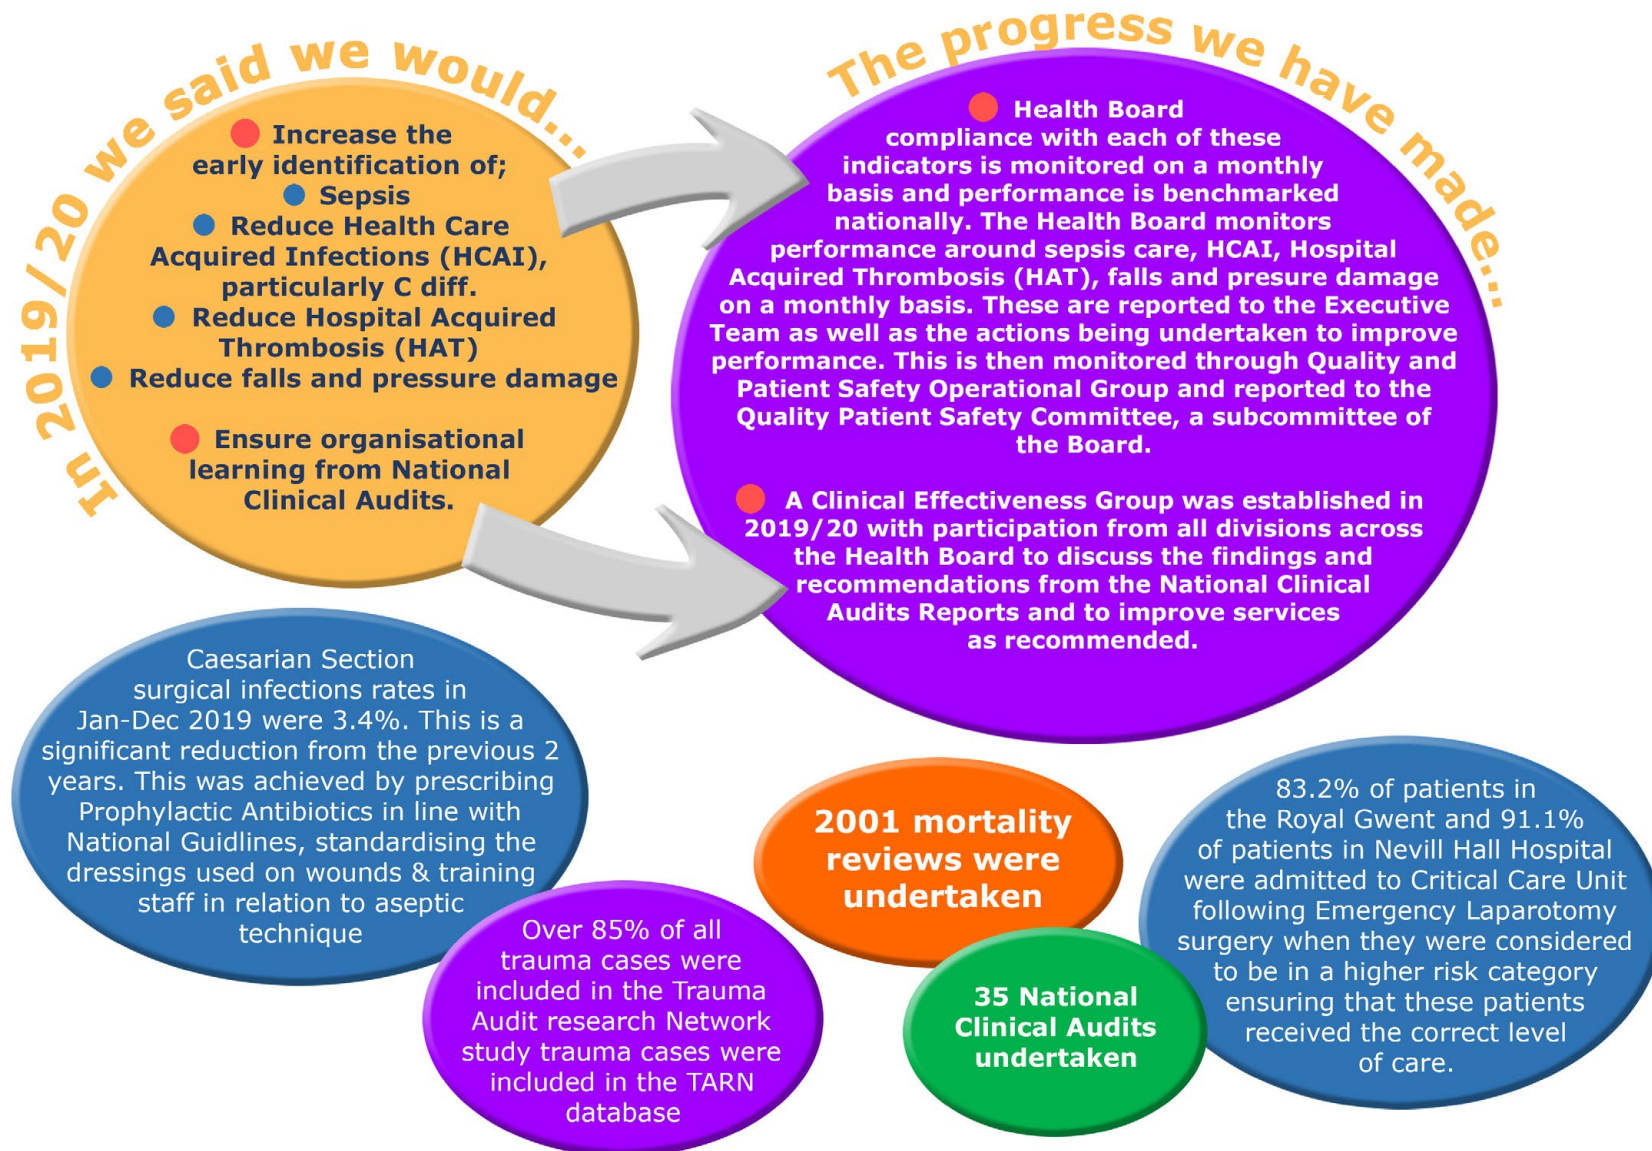 In 2019/20 we said we would...
Increase the
early identification of;
Sepsis
Reduce Health Care
Acquired Infections (HCAI),
particularly C diff.
Reduce Hospital Acquired
Thrombosis (HAT)
Reduce falls and pressure damage
Ensure organisational
learning from National
Clinical Audits.
The progress we have made...
Health Board
compliance with each of these
indicators is monitored on a monthly
basis and performance is benchmarked
nationally. The Health Board monitors
performance around sepsis care, HCAI, Hospital
Acquired Thrombosis (HAT), falls and presure damage
on a monthly basis. These are reported to the Executive
Team as well as the actions being undertaken to improve
performance. This is then monitored through Quality and
Patient Safety Operational Group and reported to the
Quality Patient Safety Committee, a subcommittee of
the Board.
A Clinical Effectiveness Group was established in
2019/20 with participation from all divisions across
the Health Board to discuss the findings and
recommendations from the National Clinical
Audits Reports and to improve services
as recommended.
Caesarian Section
surgical infections rates in
Jan-Dec 2019 were 3.4%. This is a
significant reduction from the previous 2
years. This was achieved by prescribing
Prophylactic Antibiotics in line with
National Guidlines, standardising the
dressings used on wounds & training
staff in relation to aseptic
technique
Over 85% of all
trauma cases were
included in the Trauma
Audit research Network
study trauma cases were
included in the TARN
database
2001 mortality
reviews were
undertaken
35 National
Clinical Audits
undertaken
83.2% of patients in
the Royal Gwent and 91.1%
of patients in Nevill Hall Hospital
were admitted to Critical Care Unit
following Emergency Laparotomy
surgery when they were considered
to be in a higher risk category
ensuring that these patients
received the correct level
of care.